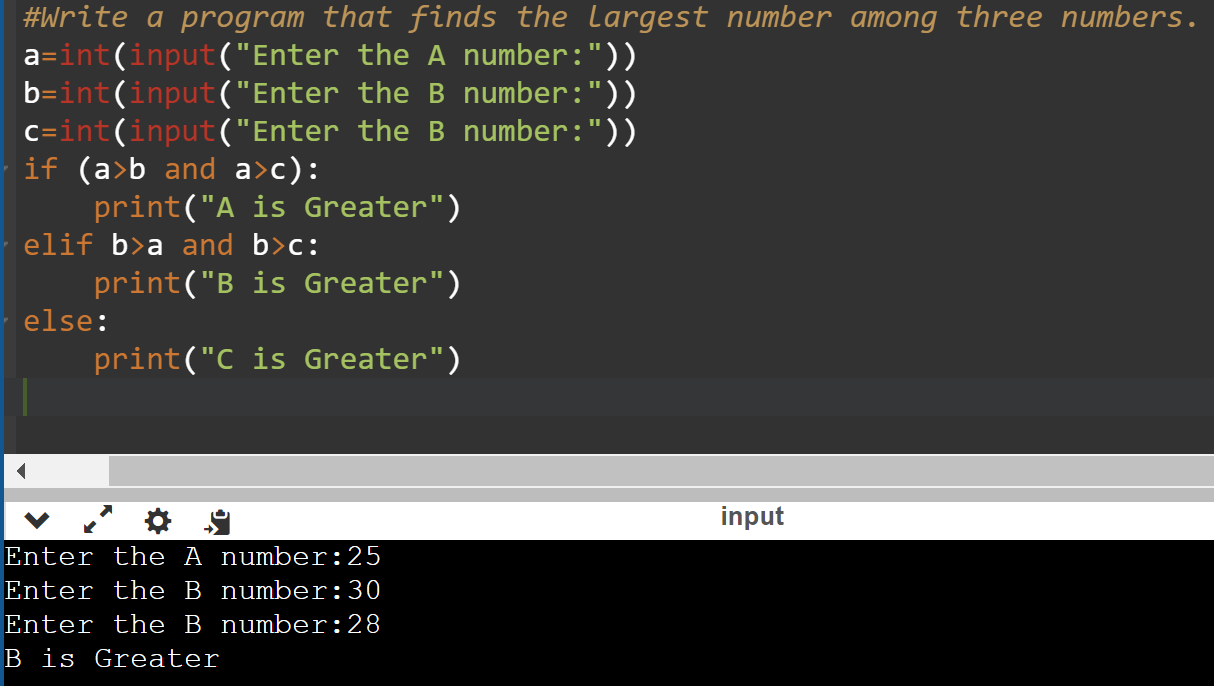 #Write a program that finds the largest number among three numbers.
a=int(input("Enter the A number:"))
b=int(input("Enter the B number:"))
c=int(input("Enter the B number:"))
if (a>b and a>c):
    print("A is Greater")
elif b>a and b>c:
    print("B is Greater")
else:
    print("C is Greater")
input
Enter the A number:25
Enter the B number:30
Enter the B number:28
B is Greater